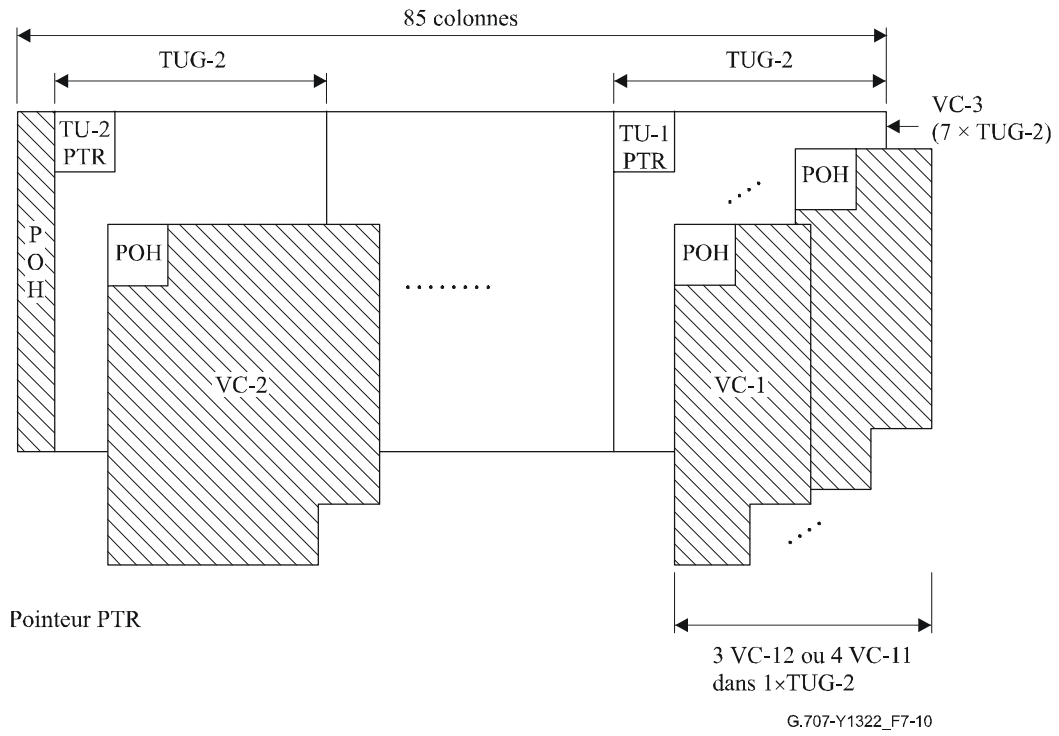 85 colonnes
TUG-2
TUG-2
VC-3
(7 × TUG-2)
TU-2
PTR
TU-1
PTR
POH
P
O
H
POH
POH
VC-2
VC-1
Pointeur PTR
3 VC-12 ou 4 VC-11
dans 1×TUG-2
G.707-Y1322_F7-10